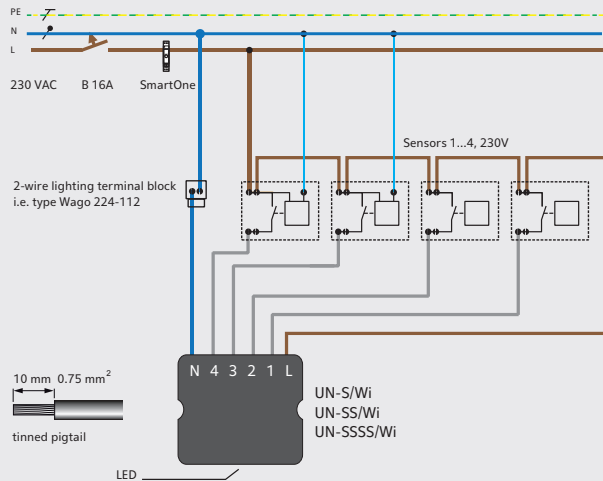 PE
N
L
230 VAC B 16A SmartOne
Sensors 1...4, 230V
2-wire lighting terminal block
i.e. type Wago 224-112
N 4 3 2 1 L
10 mm 0.75 mm²
tinned pigtail
UN-S/Wi
UN-SS/Wi
UN-SSSS/Wi
LED